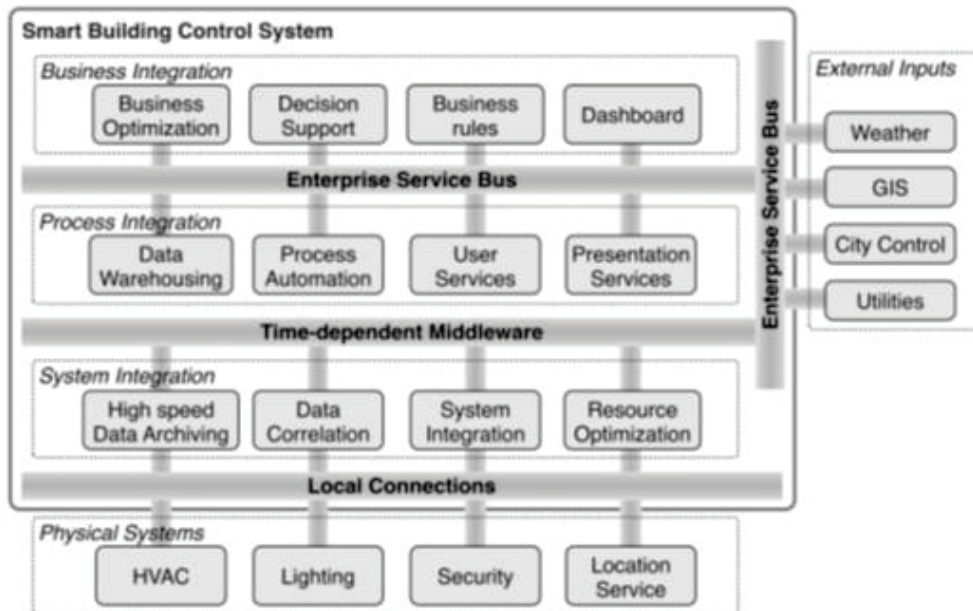 Smart Building Control System
Business Integration
Business
Optimization
Decision
Support
Business
rules
Dashboard
Enterprise Service Bus
Process Integration
Data
Warehousing
Process
Automation
User
Services
Presentation
Services
Time-dependent Middleware
System Integration
High speed
Data Archiving
Data
Correlation
System
Integration
Resource
Optimization
Local Connections
Physical Systems
HVAC
Lighting
Security
Location
Service
Enterprise Service Bus
External Inputs
Weather
GIS
City Control
Utilities